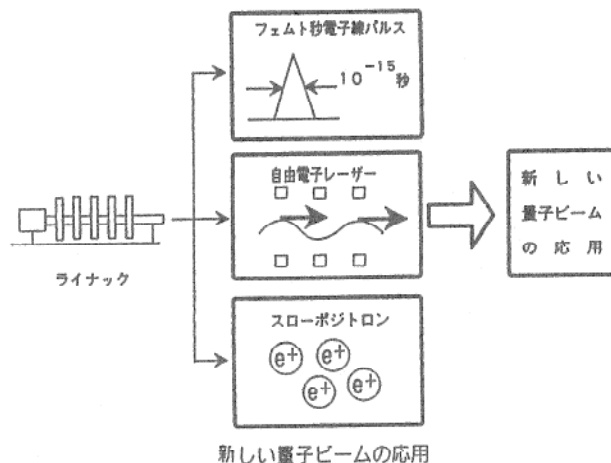 フェムト秒電子線パルス
10⁻¹⁵秒
自由電子レーザー
新しい
量子ビーム
の応用
ライナック
スローポジトロン
e⁺ e⁺
e⁺ e⁺
新しい量子ビームの応用